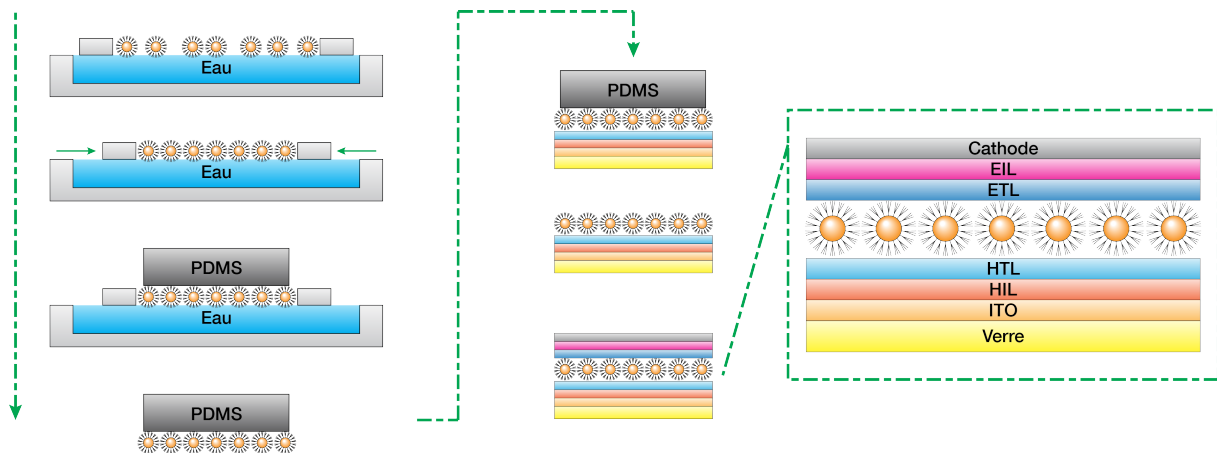 Eau
Eau
PDMS
Eau
PDMS
PDMS
Cathode
EIL
ETL
HTL
HIL
ITO
Verre